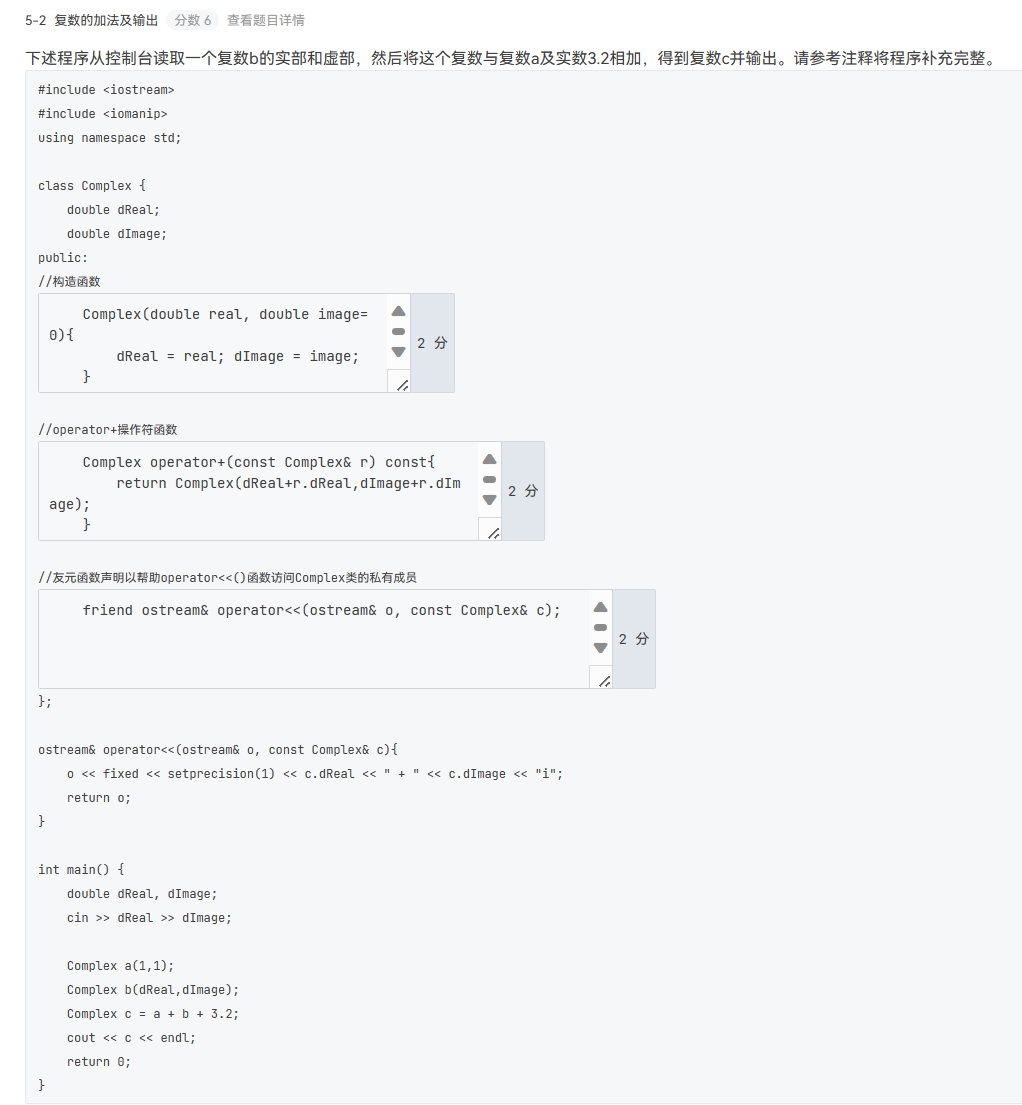 5-2 复数的加法及输出 分数 6 查看题目详情
下述程序从控制台读取一个复数b的实部和虚部，然后将这个复数与复数a及实数3.2相加，得到复数c并输出。请参考注释将程序补充完整。
#include <iostream>
#include <iomanip>
using namespace std;
class Complex {
    double dReal;
    double dImage;
public:
//构造函数
    Complex(double real, double image=
0){
        dReal = real; dImage = image;
    }
2 分
//operator+操作符函数
    Complex operator+(const Complex& r) const{
        return Complex(dReal+r.dReal,dImage+r.dIm
age);
    }
2 分
//友元函数声明以帮助operator<<()函数访问Complex类的私有成员
    friend ostream& operator<<(ostream& o, const Complex& c);
2 分
};
ostream& operator<<(ostream& o, const Complex& c){
    o << fixed << setprecision(1) << c.dReal << " + " << c.dImage << "i";
    return o;
}
int main() {
    double dReal, dImage;
    cin >> dReal >> dImage;
    Complex a(1,1);
    Complex b(dReal,dImage);
    Complex c = a + b + 3.2;
    cout << c << endl;
    return 0;
}